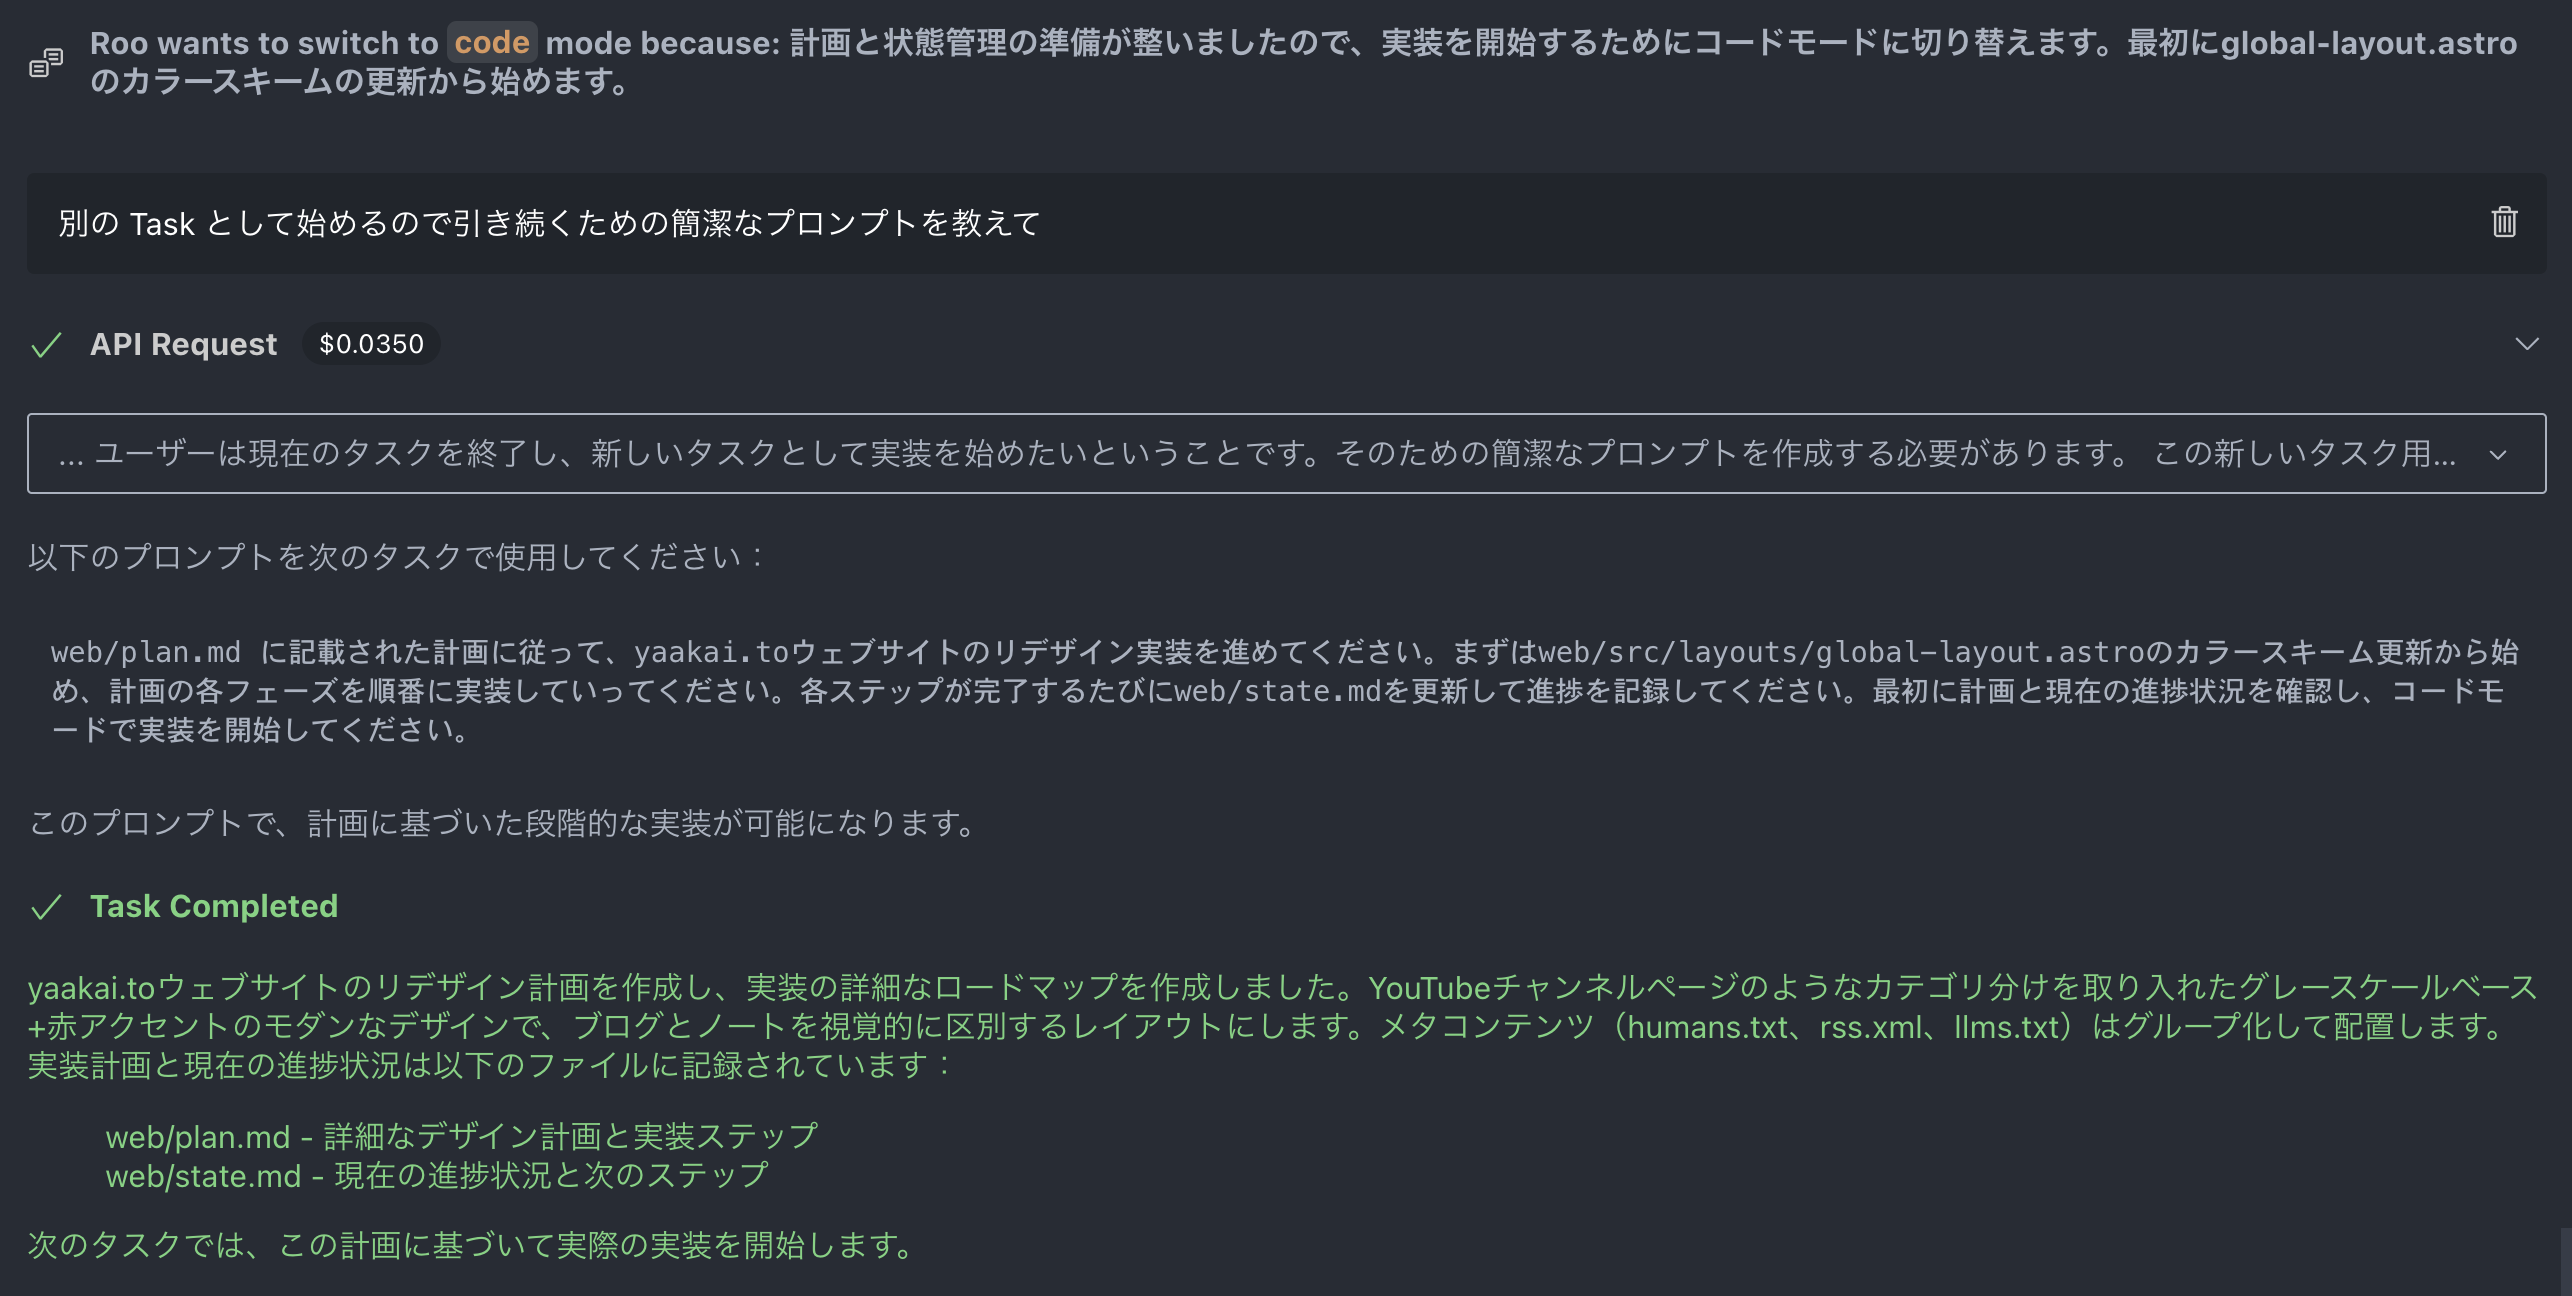 Roo wants to switch to code mode because: 計画と状態管理の準備が整いましたので、実装を開始するためにコードモードに切り替えます。最初にglobal-layout.astro
のカラースキームの更新から始めます。
別の Task として始めるので引き続くための簡潔なプロンプトを教えて
API Request $0.0350
... ユーザーは現在のタスクを終了し、新しいタスクとして実装を始めたいということです。そのための簡潔なプロンプトを作成する必要があります。 この新しいタスク用...
以下のプロンプトを次のタスクで使用してください：
web/plan.md に記載された計画に従って、yaakai.toウェブサイトのリデザイン実装を進めてください。まずはweb/src/layouts/global-layout.astroのカラースキーム更新から始
め、計画の各フェーズを順番に実装していってください。各ステップが完了するたびにweb/state.mdを更新して進捗を記録してください。最初に計画と現在の進捗状況を確認し、コードモ
ードで実装を開始してください。
このプロンプトで、計画に基づいた段階的な実装が可能になります。
Task Completed
yaakai.toウェブサイトのリデザイン計画を作成し、実装の詳細なロードマップを作成しました。YouTubeチャンネルページのようなカテゴリ分けを取り入れたグレースケールベース
+赤アクセントのモダンなデザインで、ブログとノートを視覚的に区別するレイアウトにします。メタコンテンツ（humans.txt、rss.xml、llms.txt）はグループ化して配置します。
実装計画と現在の進捗状況は以下のファイルに記録されています：
web/plan.md - 詳細なデザイン計画と実装ステップ
web/state.md - 現在の進捗状況と次のステップ
次のタスクでは、この計画に基づいて実際の実装を開始します。